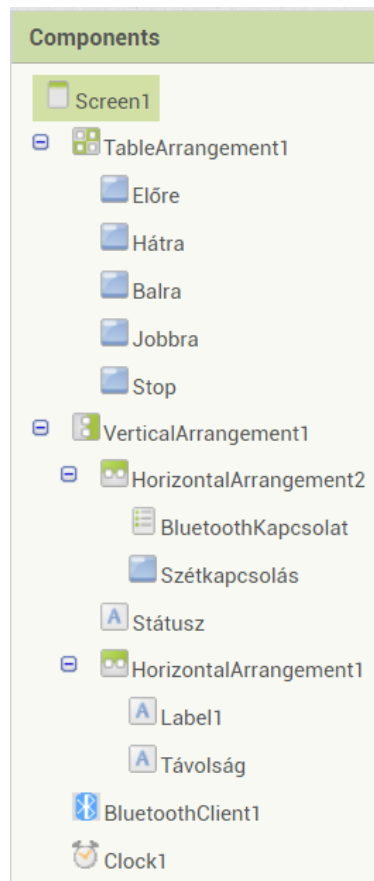 Components
Screen1
TableArrangement1
Előre
Hátra
Balra
Jobbra
Stop
VerticalArrangement1
HorizontalArrangement2
BluetoothKapcsolat
Szétkapcsolás
A Státusz
HorizontalArrangement1
A Label1
A Távolság
BluetoothClient1
Clock1